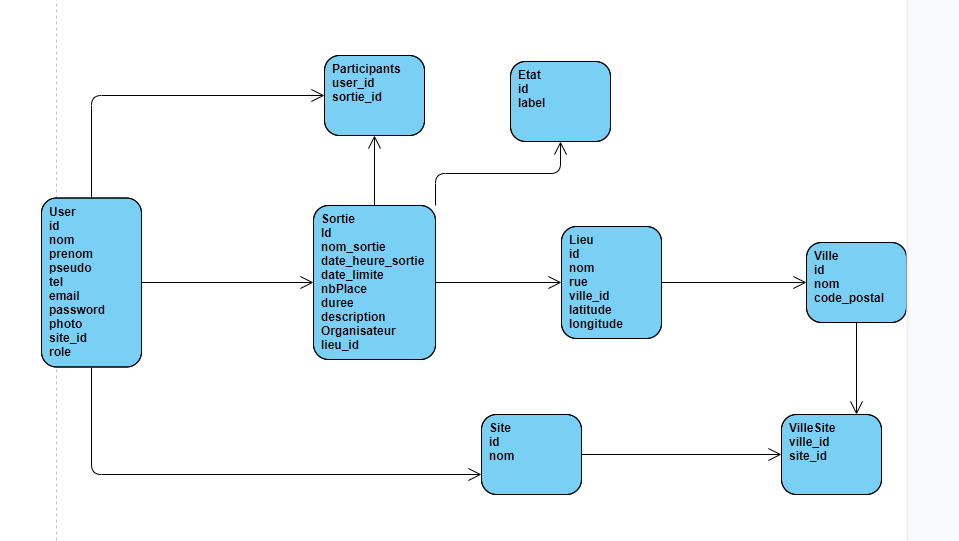 Participants
user_id
sortie_id
Etat
id
label
User
id
nom
prenom
pseudo
tel
email
password
photo
site_id
role
Sortie
Id
nom_sortie
date_heure_sortie
date_limite
nbPlace
duree
description
Organisateur
lieu_id
Lieu
id
nom
rue
ville_id
latitude
longitude
Ville
id
nom
code_postal
Site
id
nom
VilleSite
ville_id
site_id